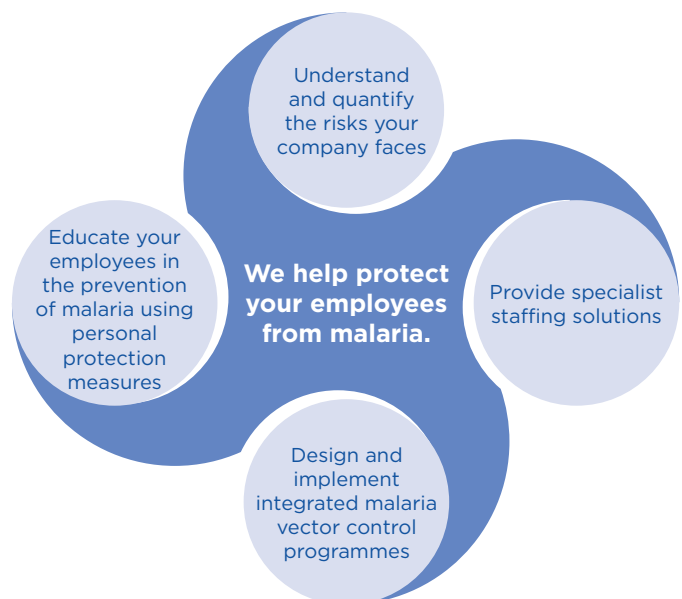 Understand
and quantify
the risks your
company faces
Educate your
employees in
the prevention
of malaria using
personal
protection
measures
We help protect
your employees
from malaria.
Provide specialist
staffing solutions
Design and
implement
integrated malaria
vector control
programmes